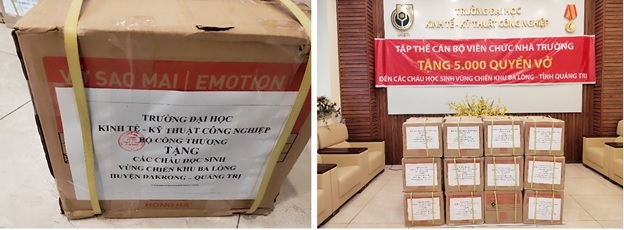 VỞ SAO MAI | EMOTION
TRƯỜNG ĐẠI HỌC
KINH TẾ - KỸ THUẬT CÔNG NGHIỆP
BỘ CÔNG THƯƠNG
TẶNG
CÁC CHÁU HỌC SINH
VÙNG CHIẾN KHU BA LÒNG
HUYỆN ĐAKRONG - QUẢNG TRỊ
HONG HA
TRƯỜNG ĐẠI HỌC
KINH TẾ - KỸ THUẬT CÔNG NGHIỆP
TẬP THỂ CÁN BỘ VIÊN CHỨC NHÀ TRƯỜNG
TẶNG 5.000 QUYỂN VỞ
ĐẾN CÁC CHÁU HỌC SINH VÙNG CHIẾN KHU BA LÒNG - TỈNH QUẢNG TRỊ